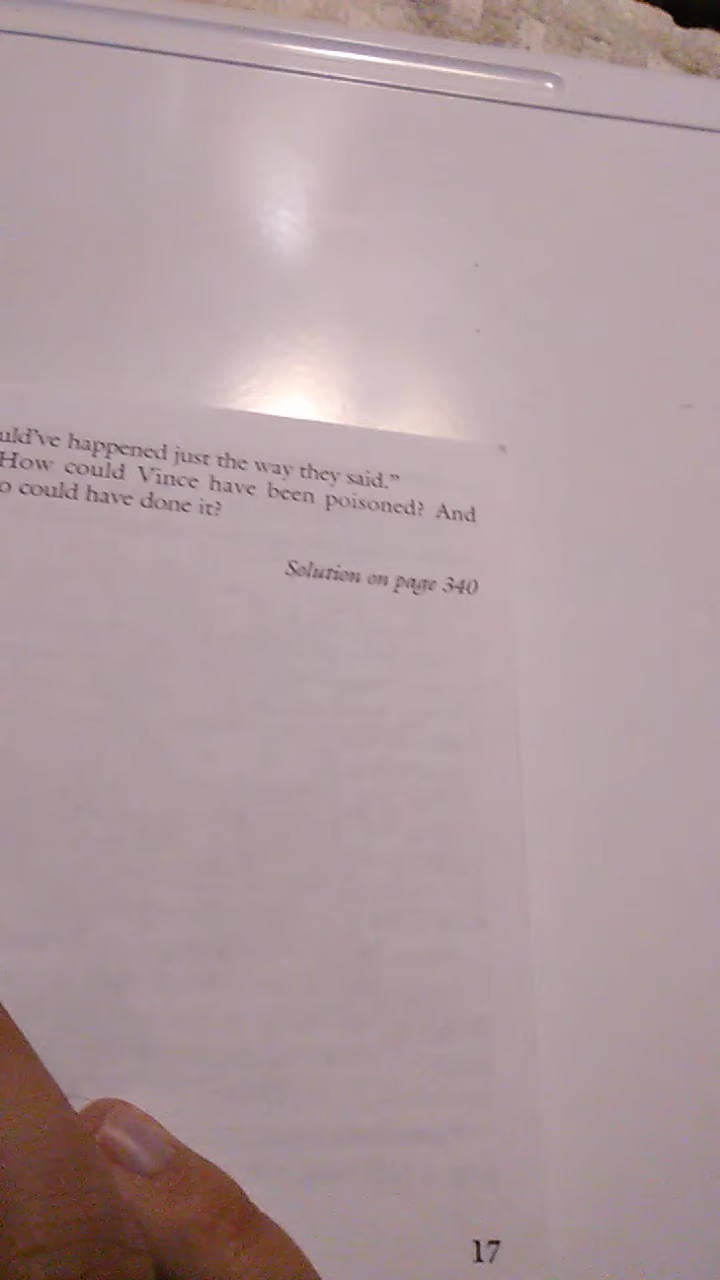 uld've happened just the way they said.”
How could Vince have been poisoned? And
o could have done it?
Solution on page 340
17